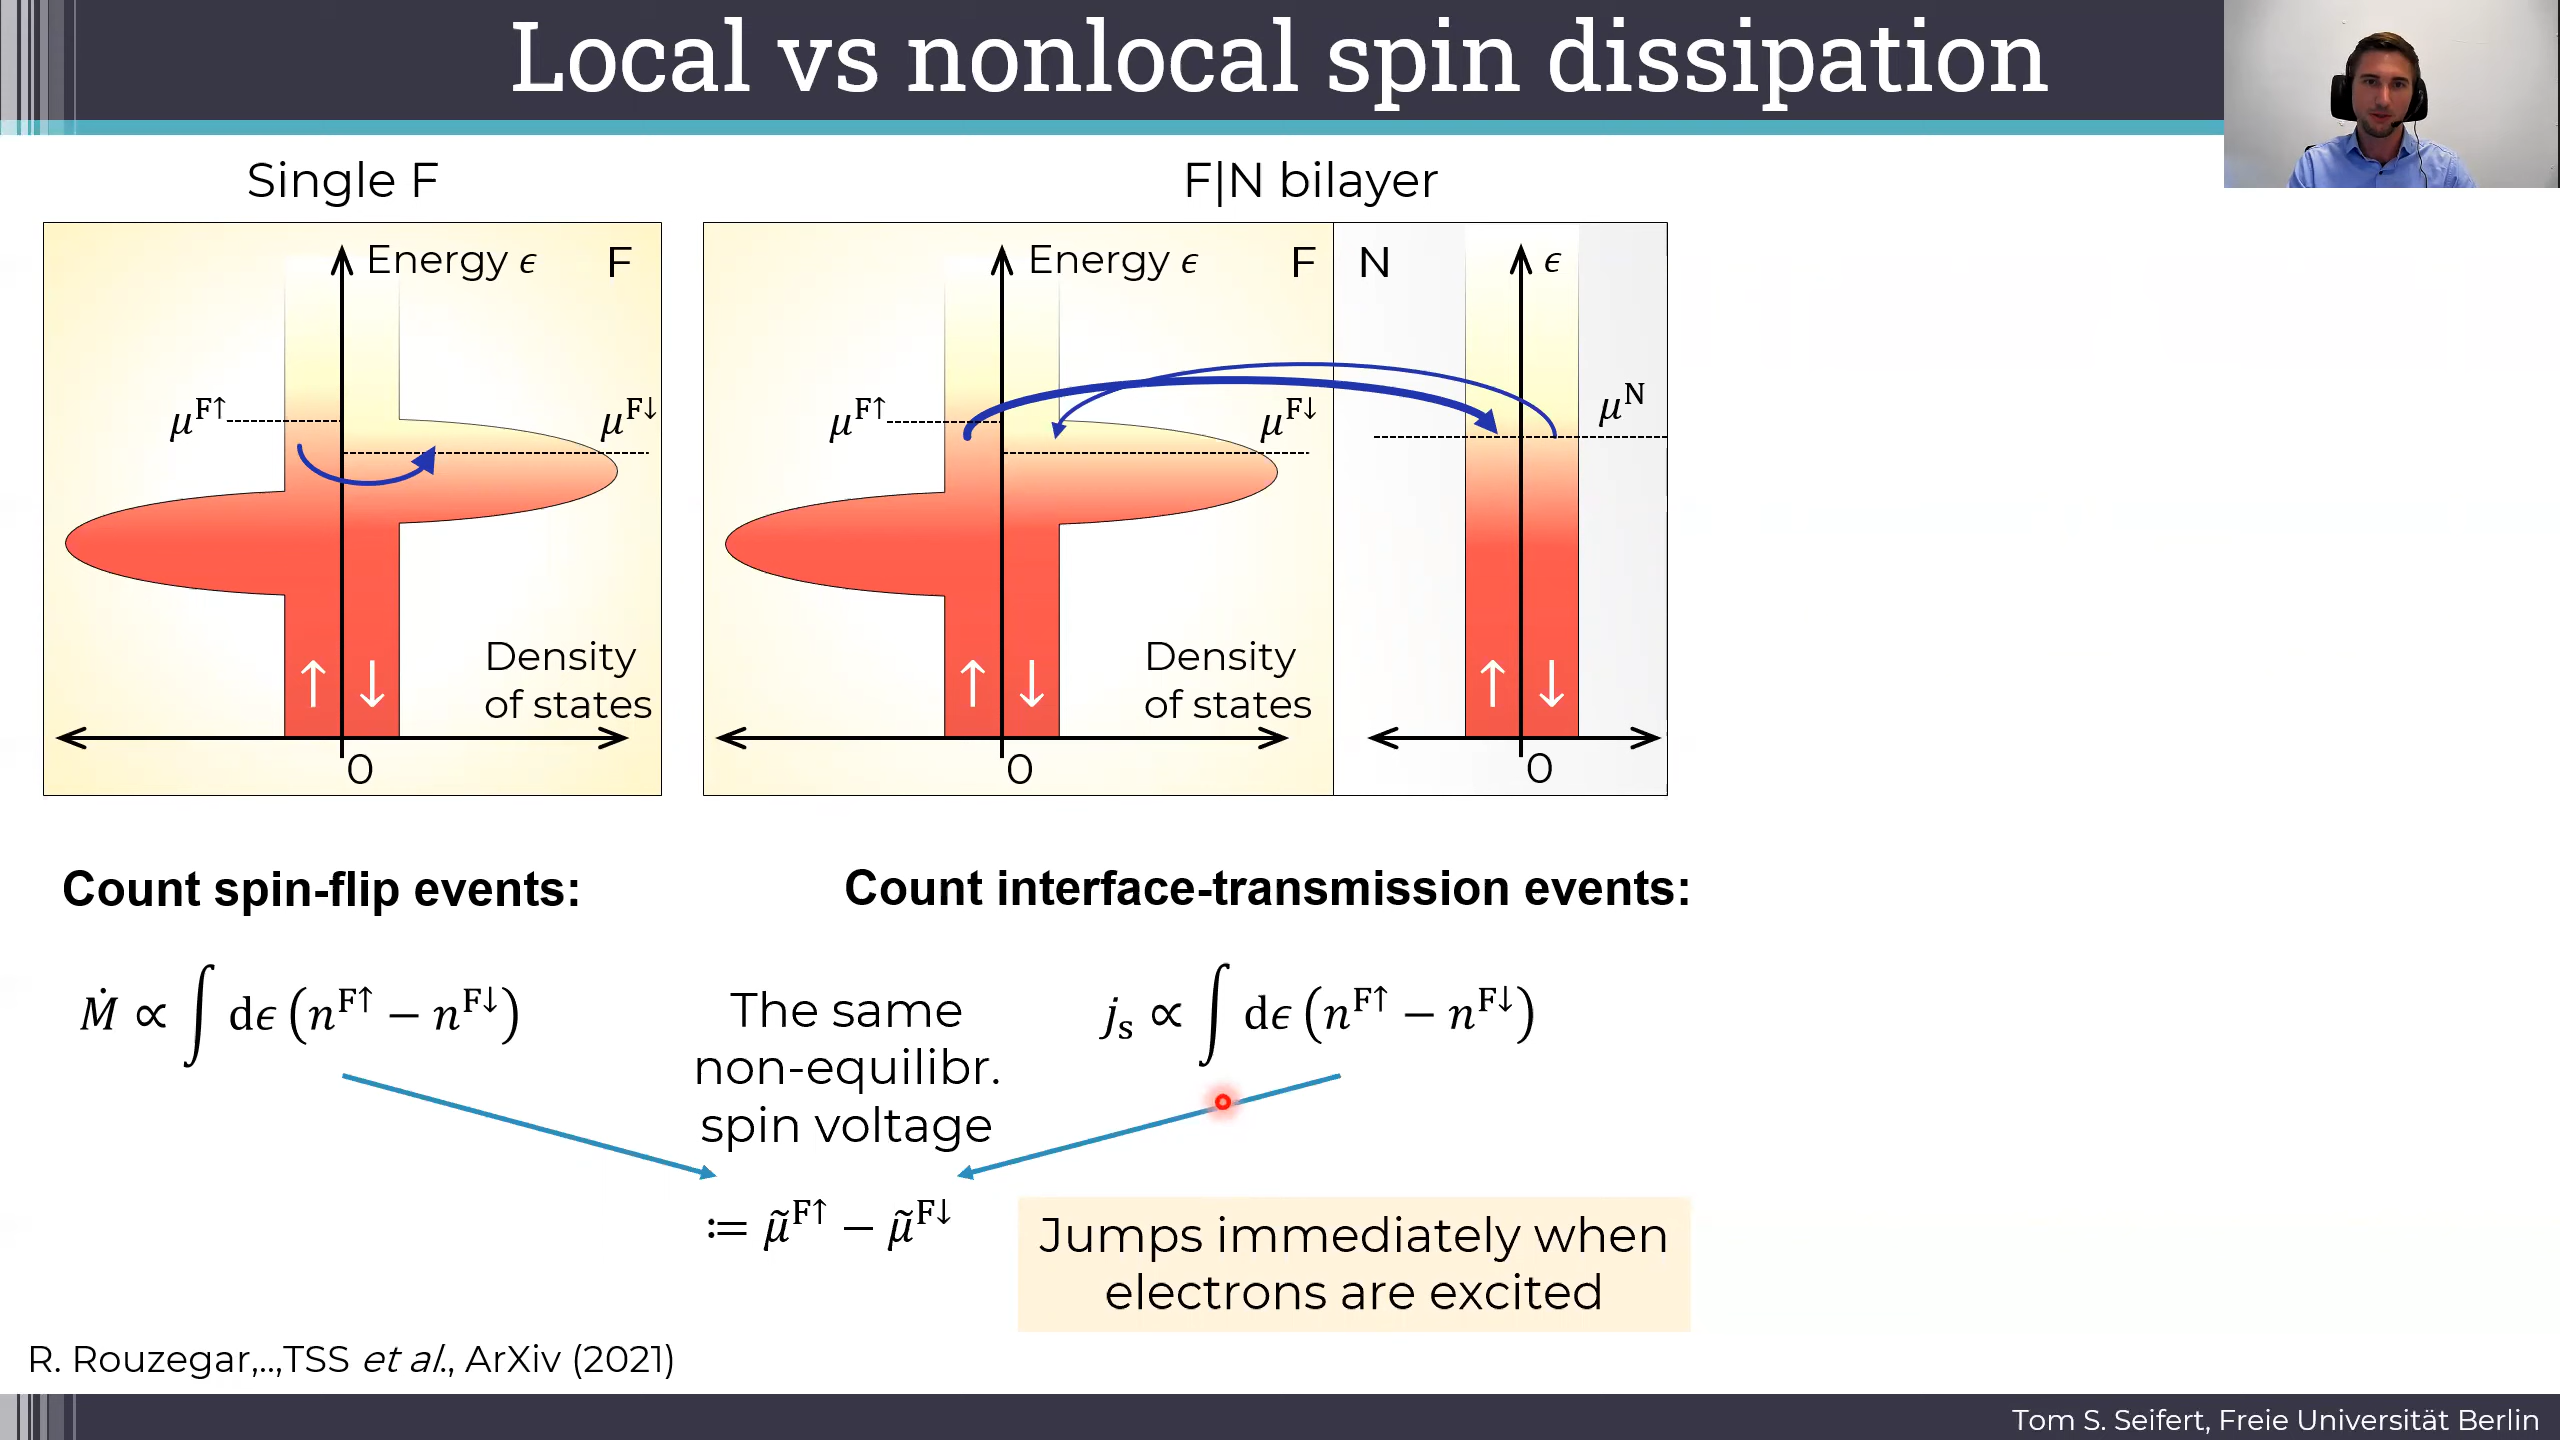 Local vs nonlocal spin dissipation
Single F
F|N bilayer
Energy ϵ
F
μ^F↑
μ^F↓
↑ ↓
Density
of states
0
Energy ϵ
F
μ^F↑
μ^F↓
↑ ↓
Density
of states
0
N
ϵ
μ^N
↑ ↓
0
Count spin-flip events:
Count interface-transmission events:
Ṁ ∝ ∫ dϵ (n^F↑ − n^F↓)
The same
non-equilibr.
spin voltage
≔ μ̃^F↑ − μ̃^F↓
j_s ∝ ∫ dϵ (n^F↑ − n^F↓)
Jumps immediately when
electrons are excited
R. Rouzegar,..,TSS et al., ArXiv (2021)
Tom S. Seifert, Freie Universität Berlin